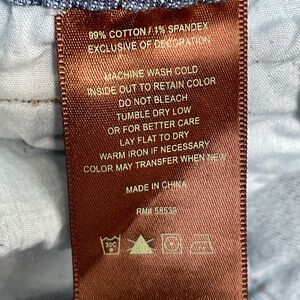 99% COTTON / 1% SPANDEX
EXCLUSIVE OF DECORATION
MACHINE WASH COLD
INSIDE OUT TO RETAIN COLOR
DO NOT BLEACH
TUMBLE DRY LOW
OR FOR BETTER CARE
LAY FLAT TO DRY
WARM IRON IF NECESSARY
COLOR MAY TRANSFER WHEN NEW
MADE IN CHINA
RN# 58539
30C